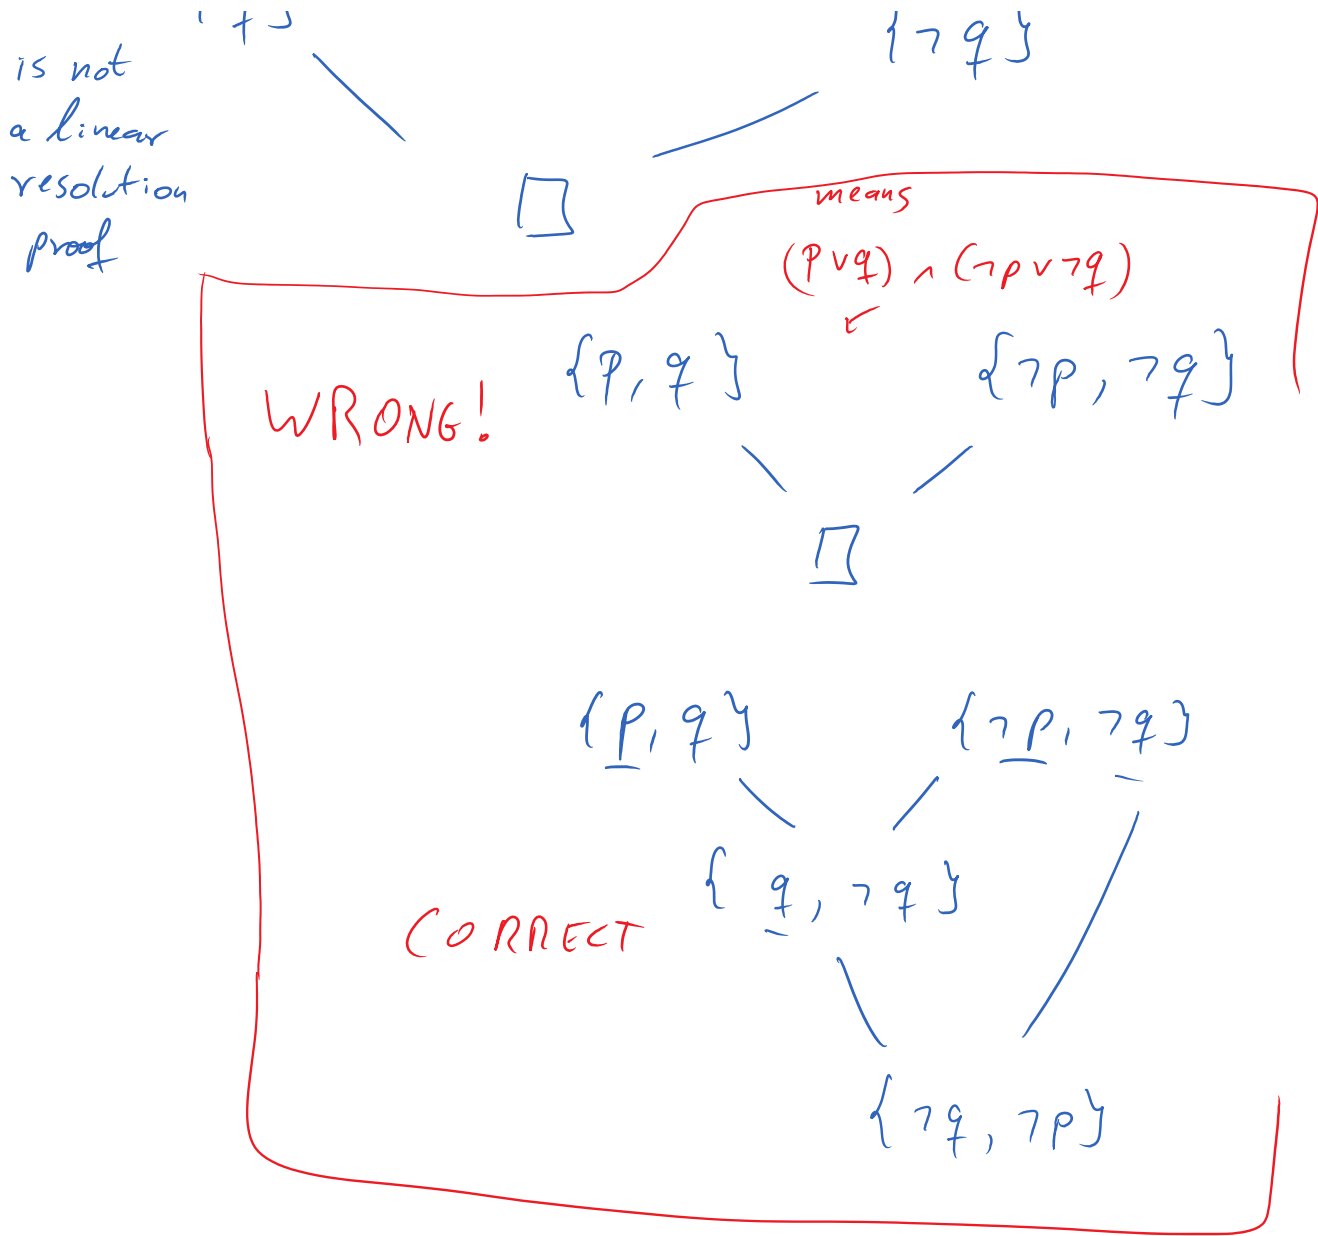 {¬q}
is not
a linear
resolution
proof
□
means
(p∨q) ∧ (¬p∨¬q)
{p, q} {¬p, ¬q}
WRONG!
□
{p, q} {¬p, ¬q}
{q, ¬q}
CORRECT
{¬q, ¬p}